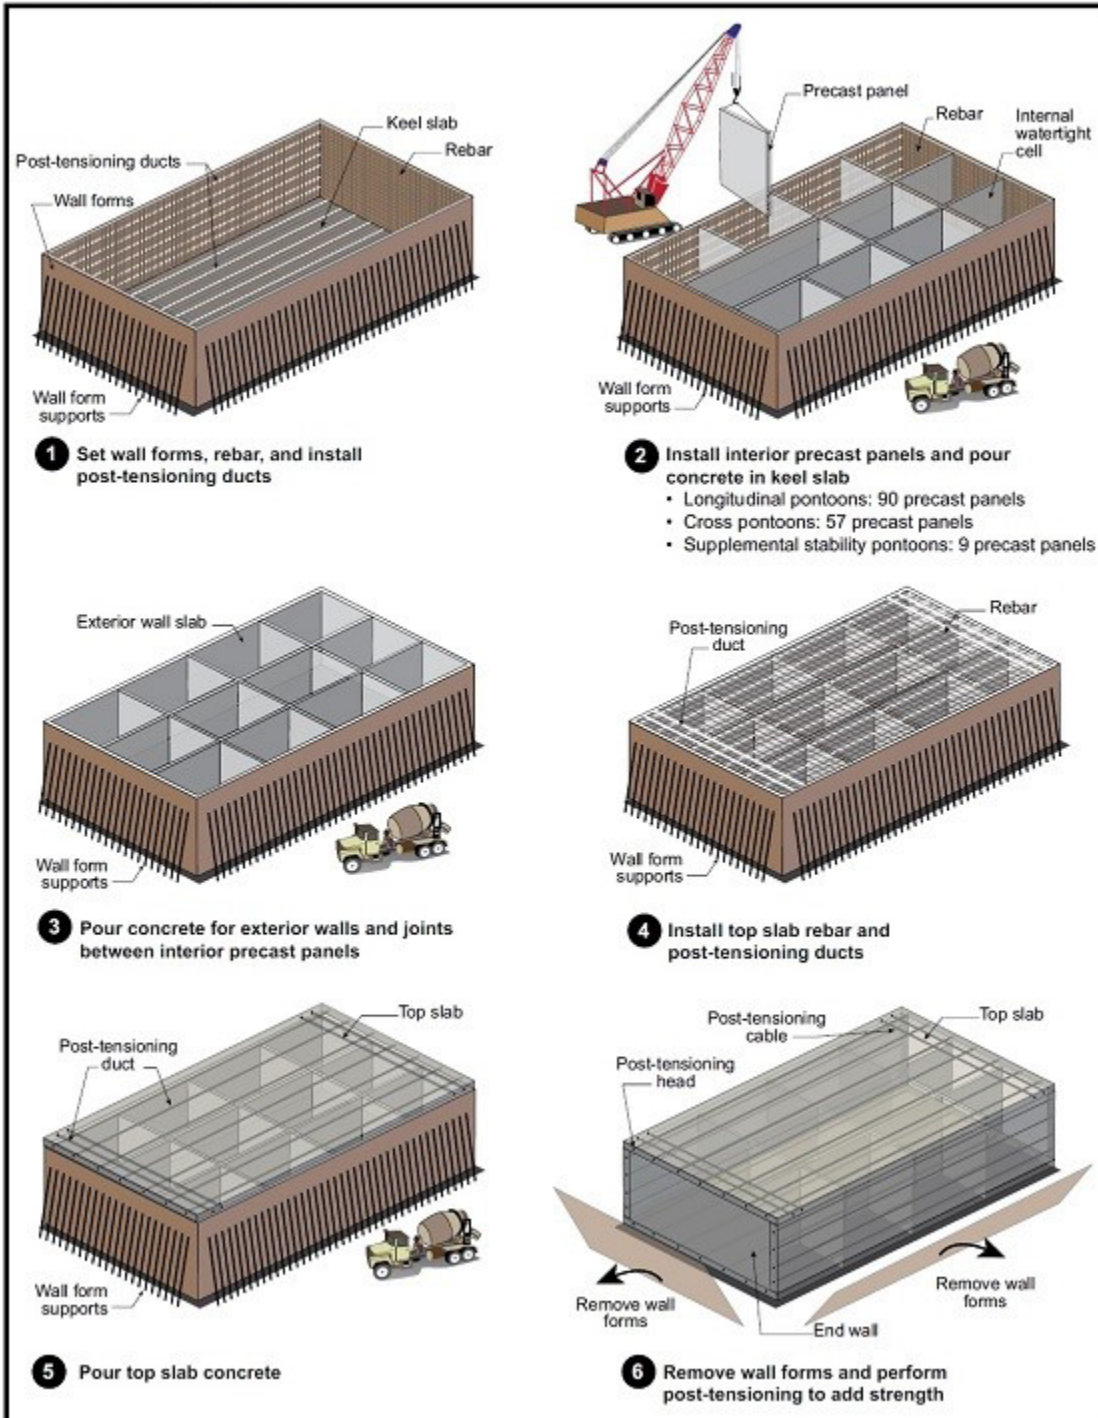 Keel slab
Post-tensioning ducts
Rebar
Wall forms
Wall form
supports
1 Set wall forms, rebar, and install
post-tensioning ducts
Precast panel
Rebar
Internal
watertight
cell
Wall form
supports
2 Install interior precast panels and pour
concrete in keel slab
• Longitudinal pontoons: 90 precast panels
• Cross pontoons: 57 precast panels
• Supplemental stability pontoons: 9 precast panels
Exterior wall slab
Wall form
supports
3 Pour concrete for exterior walls and joints
between interior precast panels
Rebar
Post-tensioning
duct
Wall form
supports
4 Install top slab rebar and
post-tensioning ducts
Top slab
Post-tensioning
duct
Wall form
supports
5 Pour top slab concrete
Post-tensioning
cable
Top slab
Post-tensioning
head
Remove wall
forms
Remove wall
forms
End wall
6 Remove wall forms and perform
post-tensioning to add strength